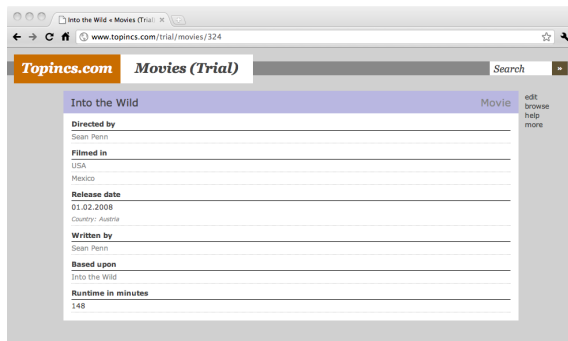 Into the Wild « Movies (Trial)
www.topincs.com/trial/movies/324
Topincs.com Movies (Trial) Search »
Into the Wild Movie
edit
browse
help
more
Directed by
Sean Penn
Filmed in
USA
Mexico
Release date
01.02.2008
Country: Austria
Written by
Sean Penn
Based upon
Into the Wild
Runtime in minutes
148